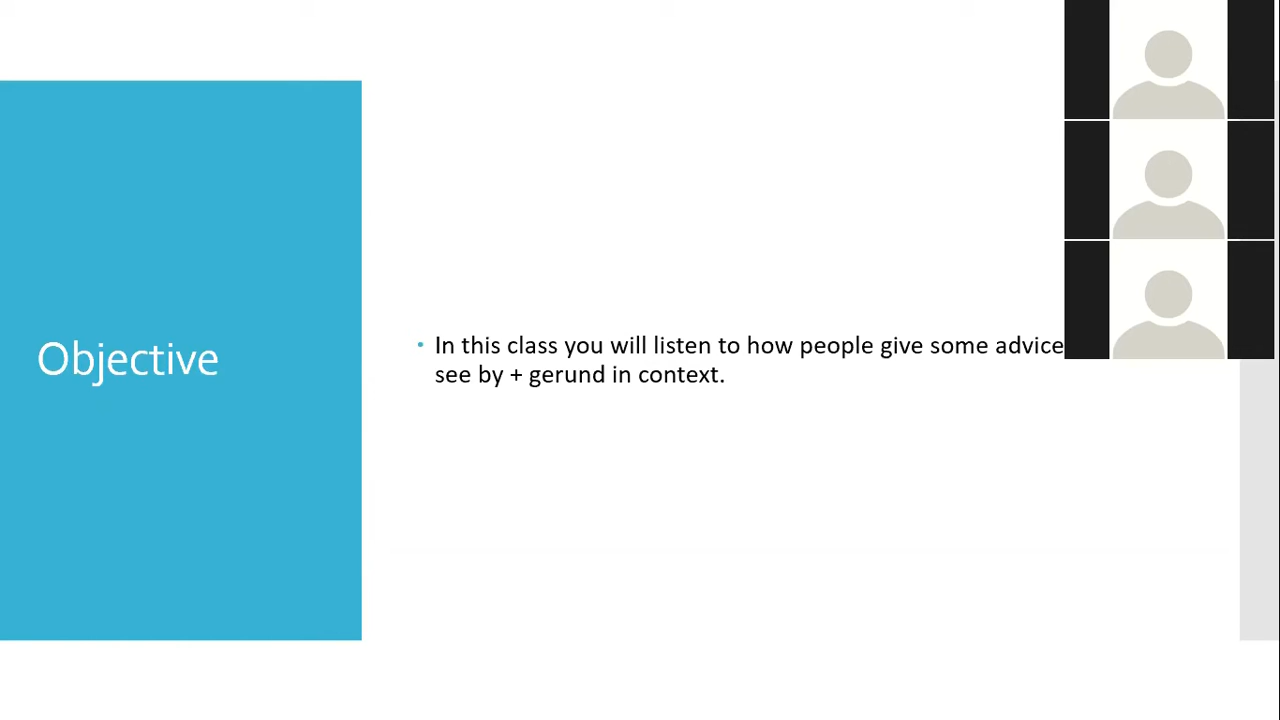 Objective
In this class you will listen to how people give some advice
see by + gerund in context.